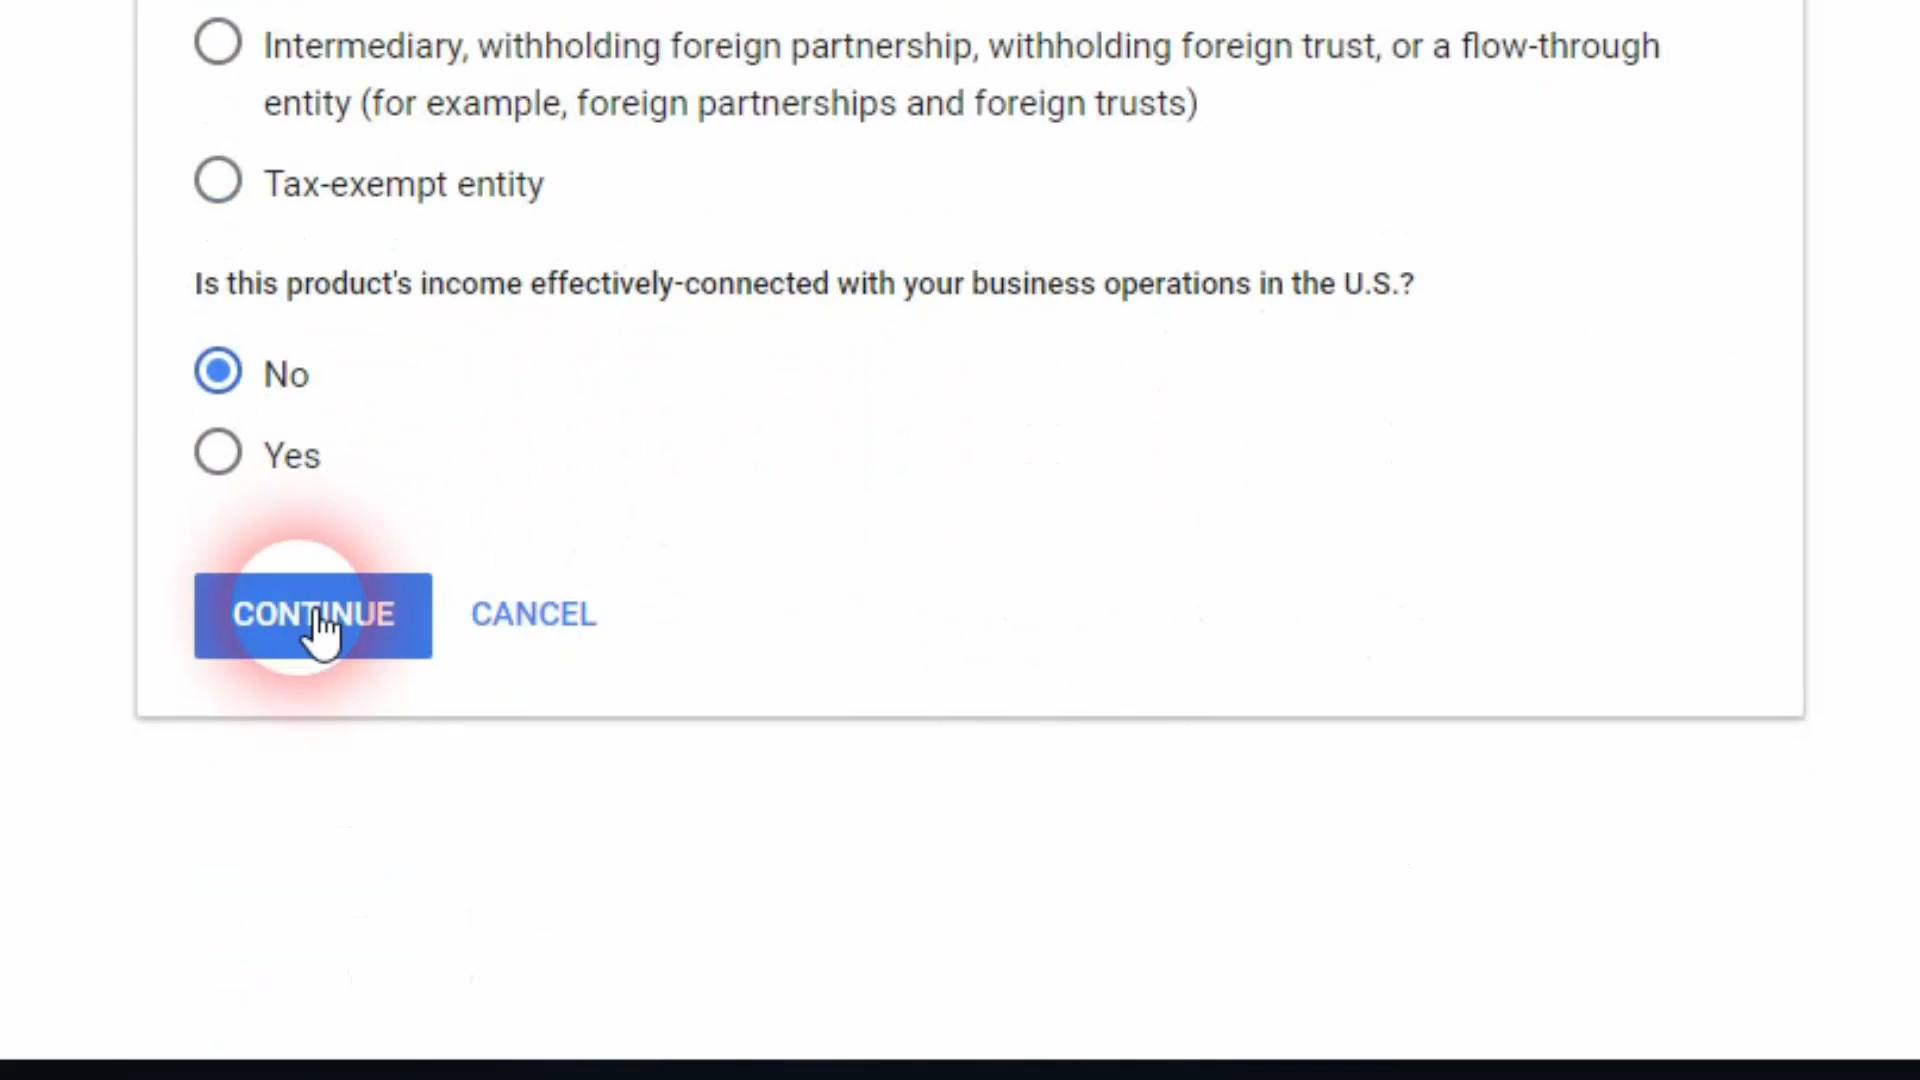 Intermediary, withholding foreign partnership, withholding foreign trust, or a flow-through
entity (for example, foreign partnerships and foreign trusts)
Tax-exempt entity
Is this product's income effectively-connected with your business operations in the U.S.?
No
Yes
CONTINUE CANCEL